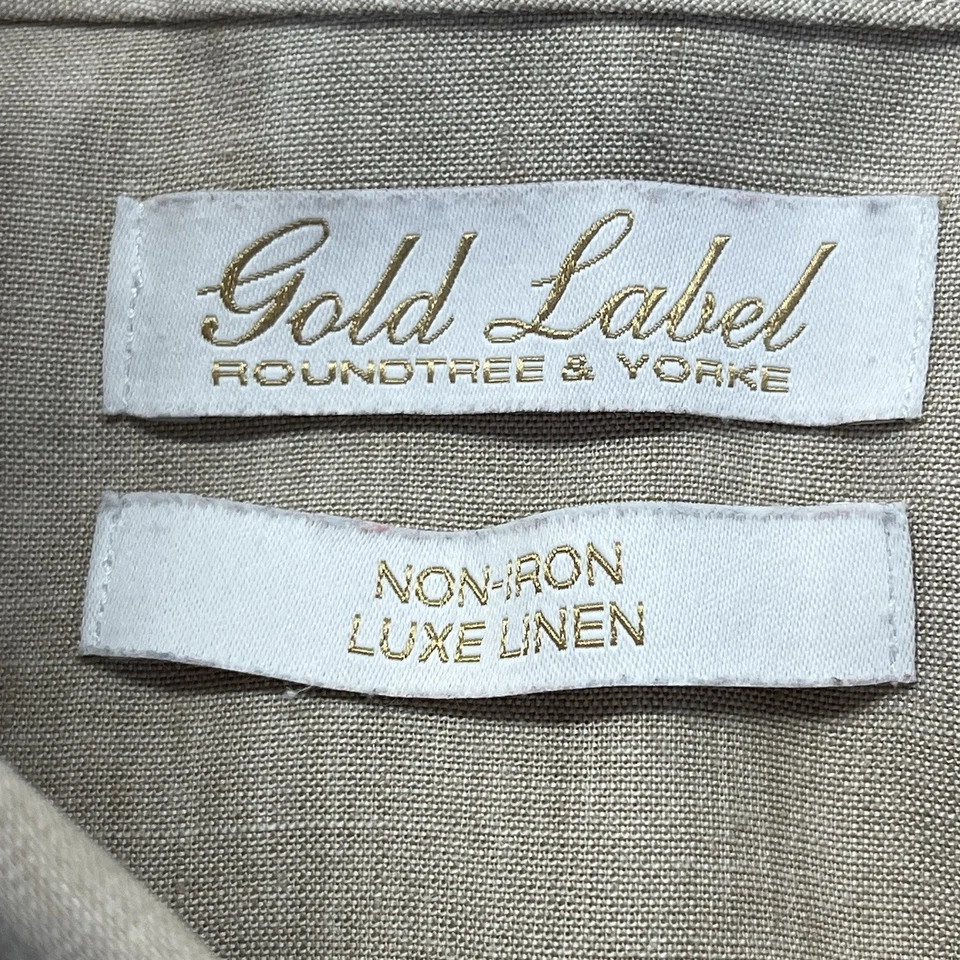 Gold Label
ROUNDTREE & YORKE
NON-IRON
LUXE LINEN